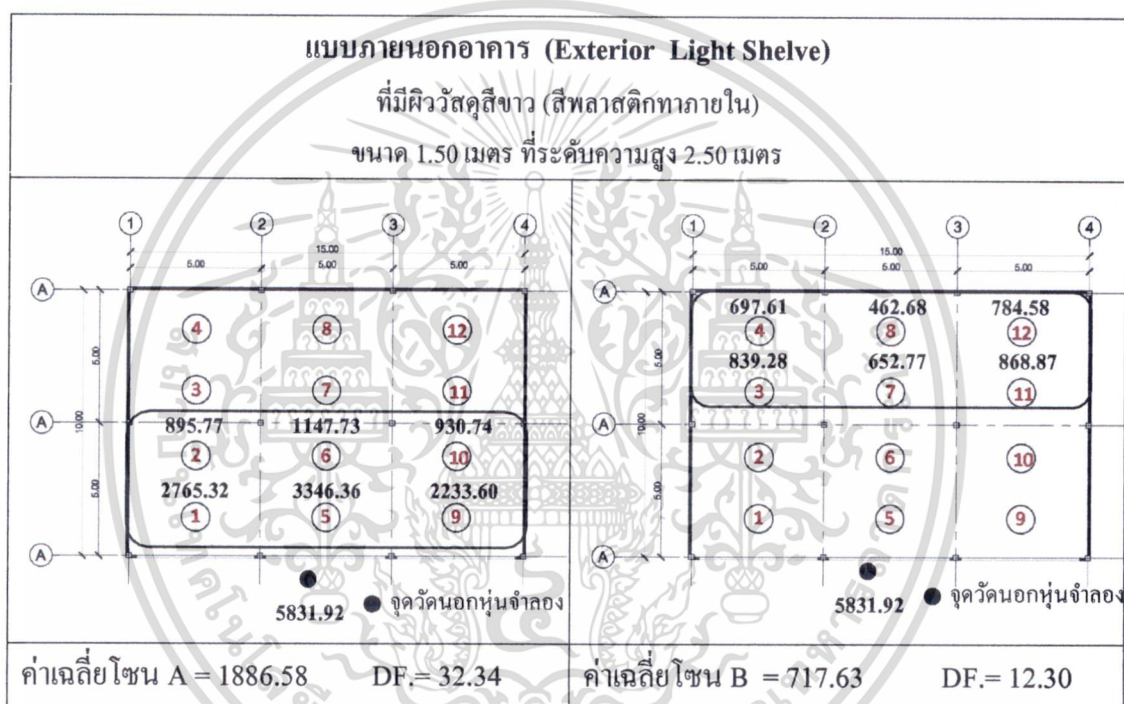 แบบภายนอกอาคาร (Exterior Light Shelve)
ที่มีผิววัสดุสีขาว (สีพลาสติกทาภายใน)
ขนาด 1.50 เมตร ที่ระดับความสูง 2.50 เมตร
1 2 3 4
15.00
5.00 5.00 5.00
A
4 8 12
5.00
3 7 11
A
10.00
895.77 1147.73 930.74
2 6 10
5.00
2765.32 3346.36 2233.60
1 5 9
A
5831.92
จุดวัดนอกหุ่นจำลอง
ค่าเฉลี่ยโซน A = 1886.58 DF.= 32.34
1 2 3 4
15.00
5.00 5.00 5.00
A
697.61 462.68 784.58
4 8 12
5.00
839.28 652.77 868.87
3 7 11
A
10.00
2 6 10
5.00
1 5 9
A
5831.92
จุดวัดนอกหุ่นจำลอง
ค่าเฉลี่ยโซน B = 717.63 DF.= 12.30